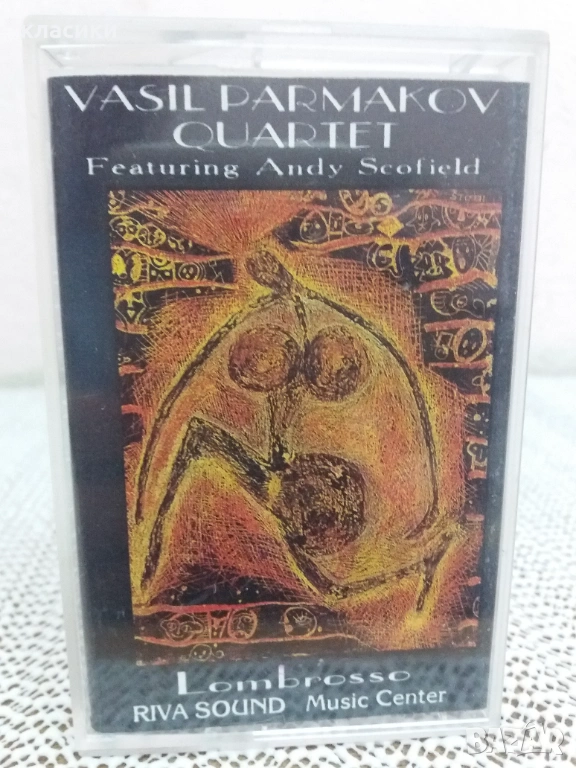 класики
VASIL PARMAKOV
QUARTET
Featuring Andy Scofield
Lombrosso
RIVA SOUND Music Center